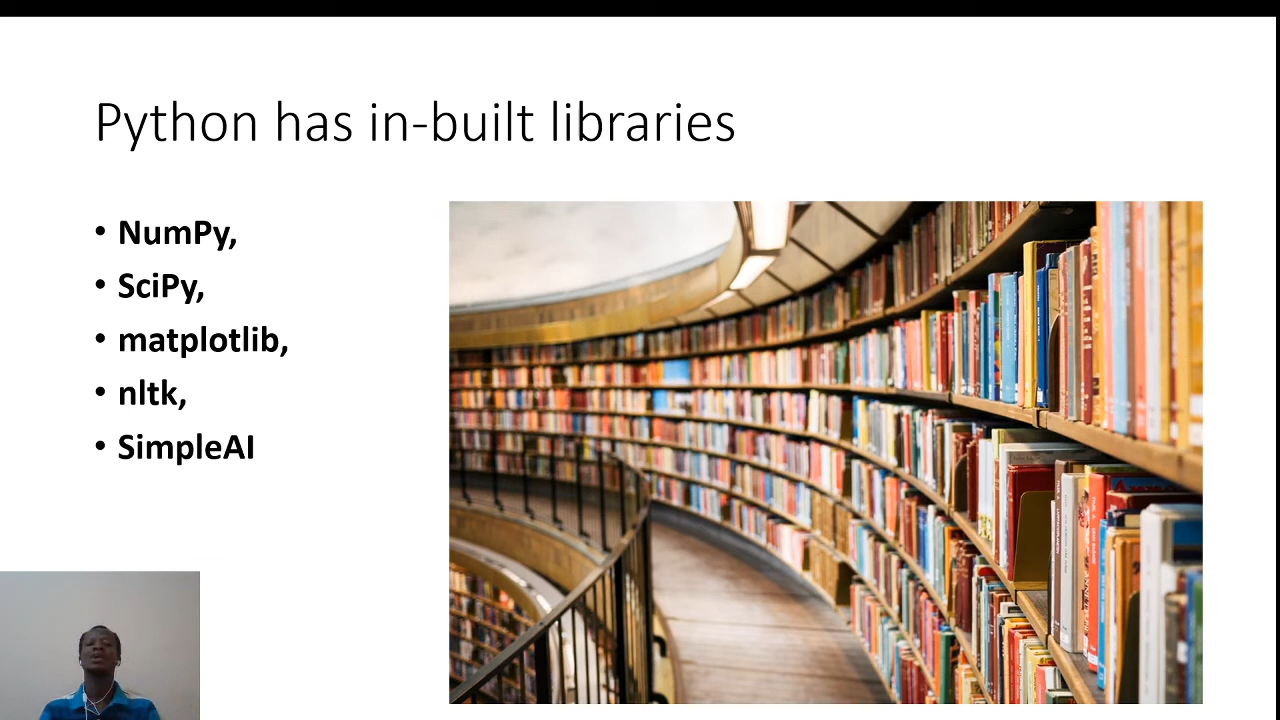 Python has in-built libraries
• NumPy,
• SciPy,
• matplotlib,
• nltk,
• SimpleAI